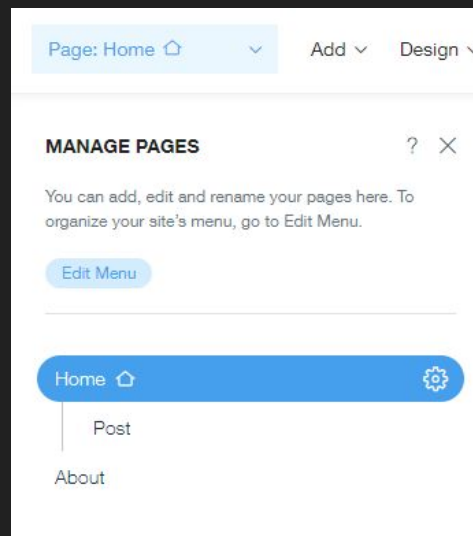 Page: Home
Add
Design
MANAGE PAGES
?
You can add, edit and rename your pages here. To
organize your site's menu, go to Edit Menu.
Edit Menu
Home
Post
About